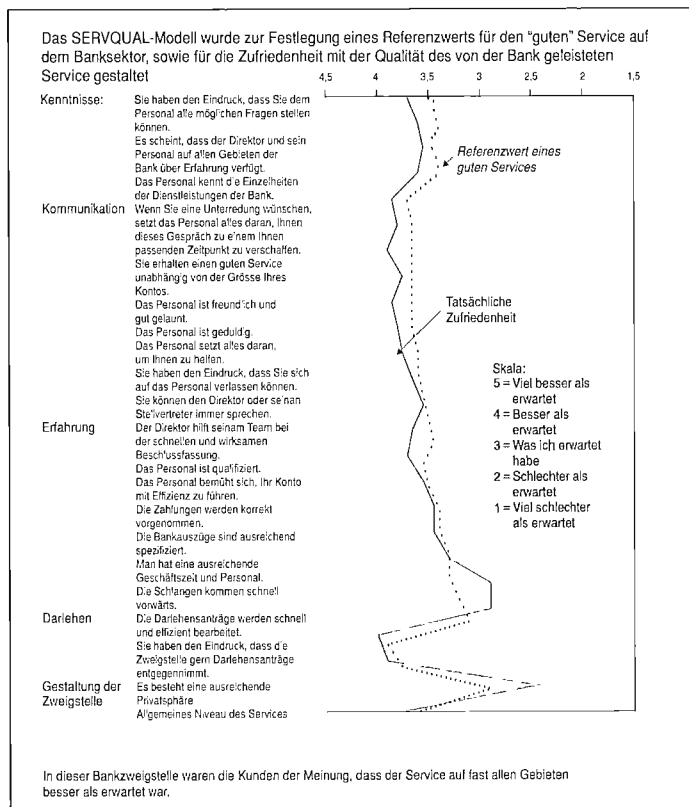 Das SERVQUAL-Modell wurde zur Festlegung eines Referenzwerts für den "guten" Service auf
dem Banksektor, sowie für die Zufriedenheit mit der Qualität des von der Bank geleisteten
Service gestaltet
4,5 4 3,5 3 2,5 2 1,5
Kenntnisse: Sie haben den Eindruck, dass Sie dem
Personal alle möglichen Fragen stellen
können.
Es scheint, dass der Direktor und sein
Personal auf allen Gebieten der
Bank über Erfahrung verfügt.
Das Personal kennt die Einzelheiten
der Dienstleistungen der Bank.
Referenzwert eines
guten Services
Kommunikation Wenn Sie eine Unterredung wünschen,
setzt das Personal alles daran, Ihnen
dieses Gespräch zu einem Ihnen
passenden Zeitpunkt zu verschaffen.
Sie erhalten einen guten Service
unabhängig von der Grösse Ihres
Kontos.
Das Personal ist freundlich und
gut gelaunt.
Das Personal ist geduldig.
Das Personal setzt alles daran,
um Ihnen zu helfen.
Sie haben den Eindruck, dass Sie sich
auf das Personal verlassen können.
Sie können den Direktor oder seinan
Stellvertreter immer sprechen.
Tatsächliche
Zufriedenheit
Skala:
5 = Viel besser als
erwartet
4 = Besser als
erwartet
3 = Was ich erwartet
habe
2 = Schlechter als
erwartet
1 = Viel schlechter
als erwartet
Erfahrung Der Direktor hilft seinam Team bei
der schnellen und wirksamen
Beschlussfassung.
Das Personal ist qualifiziert.
Das Personal bemüht sich, Ihr Konto
mit Effizienz zu führen.
Die Zahlungen werden korrekt
vorgenommen.
Die Bankauszüge sind ausreichend
spezifiziert.
Man hat eine ausreichende
Geschäftszeit und Personal.
Die Schlangen kommen schnell
vorwärts.
Darlehen Die Darlehensanträge werden schnell
und effizient bearbeitet.
Sie haben den Eindruck, dass die
Zweigstelle gern Darlehensanträge
entgegennimmt.
Gestaltung der Es besteht eine ausreichende
Zweigstelle Privatsphäre
Allgemeines Niveau des Services
In dieser Bankzweigstelle waren die Kunden der Meinung, dass der Service auf fast allen Gebieten
besser als erwartet war.